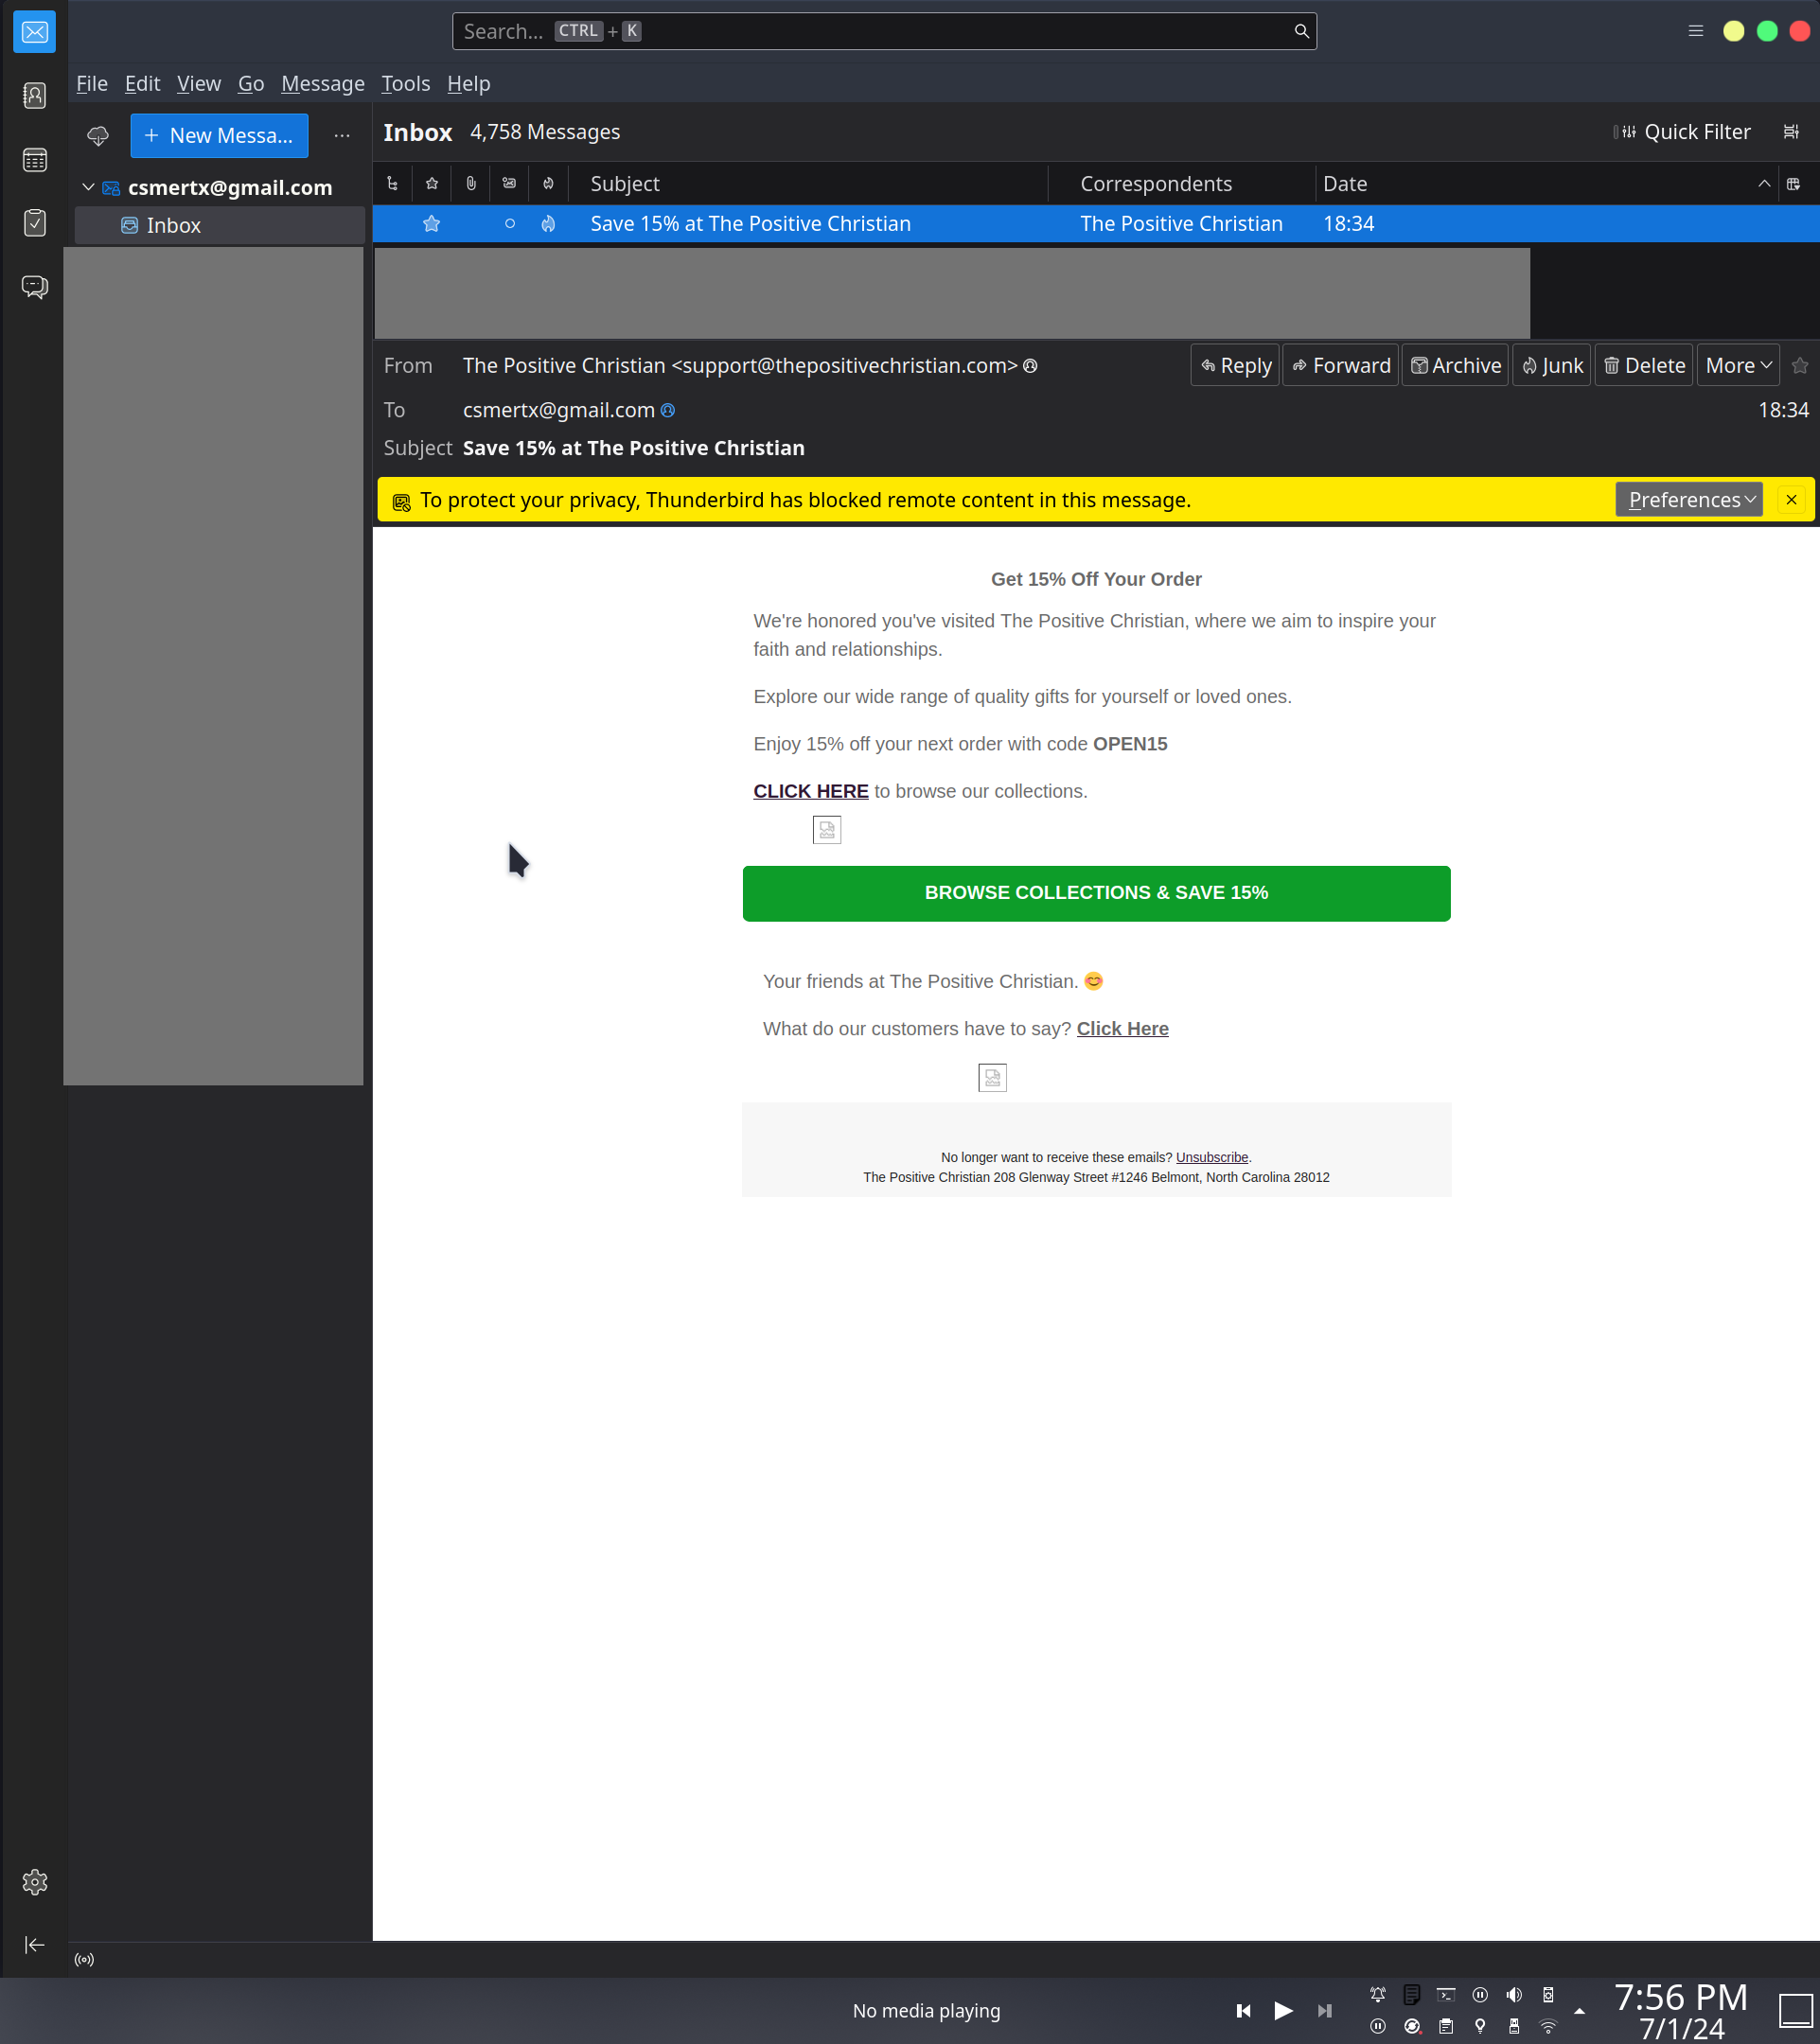 Search... CTRL + K
File Edit View Go Message Tools Help
+ New Messa... ...
Inbox 4,758 Messages
Quick Filter
csmertx@gmail.com
Inbox
Subject Correspondents Date
Save 15% at The Positive Christian The Positive Christian 18:34
From The Positive Christian <support@thepositivechristian.com>
Reply Forward Archive Junk Delete More
To csmertx@gmail.com 18:34
Subject Save 15% at The Positive Christian
To protect your privacy, Thunderbird has blocked remote content in this message. Preferences
Get 15% Off Your Order
We're honored you've visited The Positive Christian, where we aim to inspire your
faith and relationships.
Explore our wide range of quality gifts for yourself or loved ones.
Enjoy 15% off your next order with code OPEN15
CLICK HERE to browse our collections.
BROWSE COLLECTIONS & SAVE 15%
Your friends at The Positive Christian. 😊
What do our customers have to say? Click Here
No longer want to receive these emails? Unsubscribe.
The Positive Christian 208 Glenway Street #1246 Belmont, North Carolina 28012
No media playing
7:56 PM
7/1/24